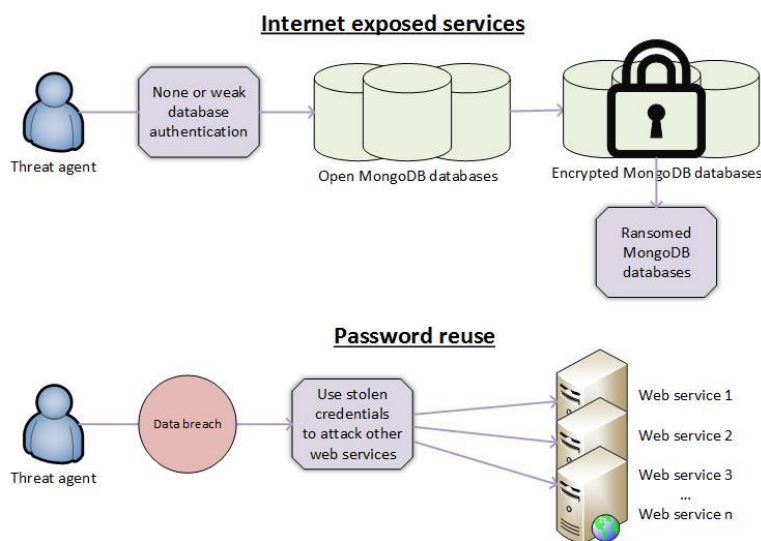 Internet exposed services
None or weak
database
authentication
Threat agent
Open MongoDB databases
Encrypted MongoDB databases
Ransomed
MongoDB
databases
Password reuse
Threat agent
Data breach
Use stolen
credentials
to attack other
web services
Web service 1
Web service 2
Web service 3
...
Web service n